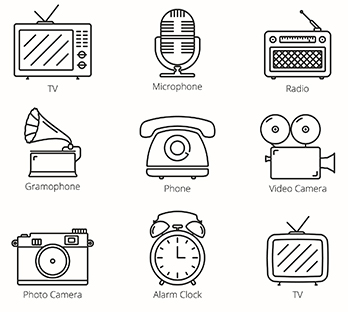 TV
Microphone
Radio
Gramophone
Phone
Video Camera
Photo Camera
Alarm Clock
TV